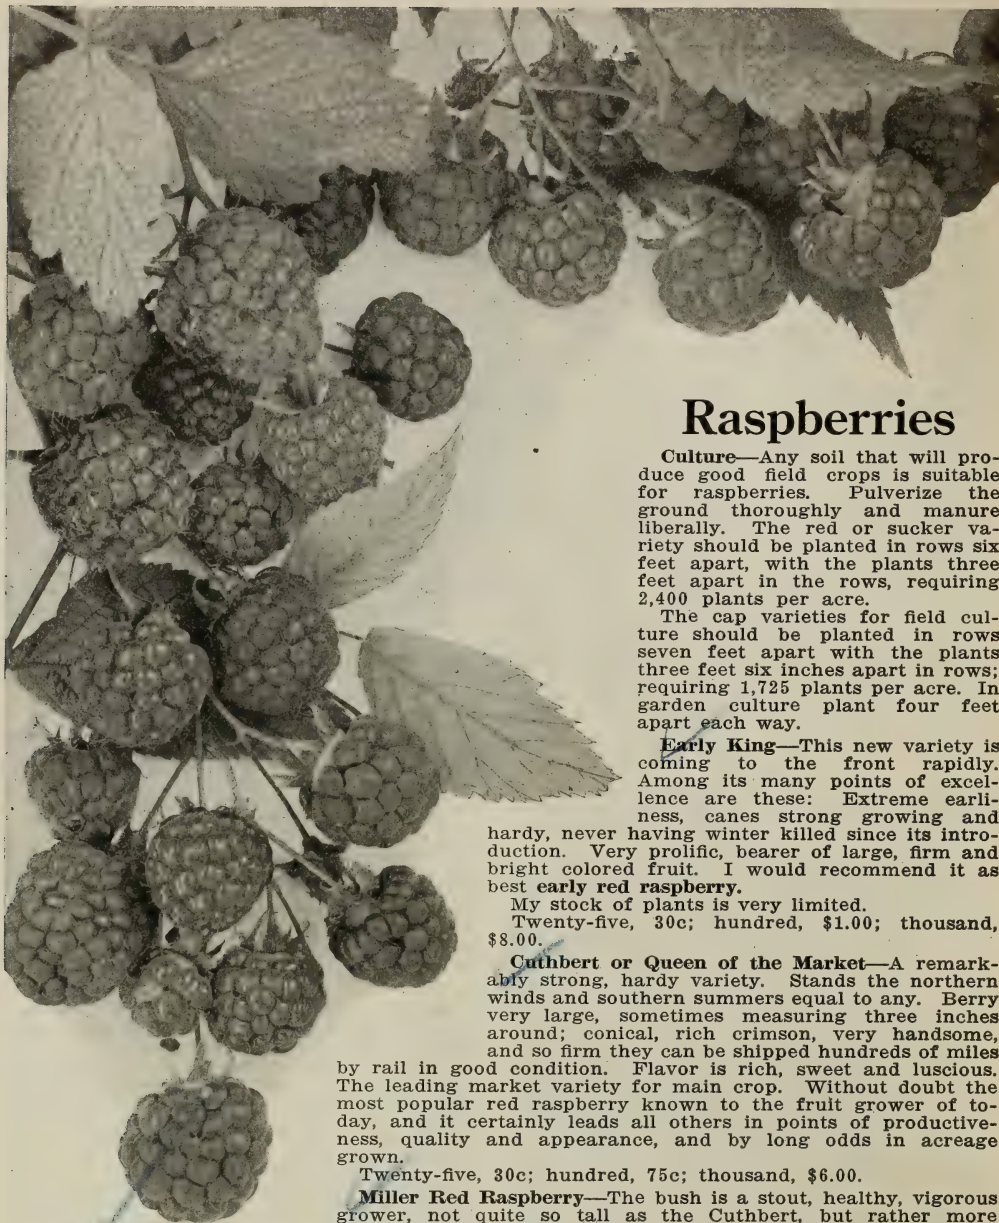 Raspberries
Culture—Any soil that will pro-
duce good field crops is suitable
for raspberries. Pulverize the
ground thoroughly and manure
liberally. The red or sucker va-
riety should be planted in rows six
feet apart, with the plants three
feet apart in the rows, requiring
2,400 plants per acre.
The cap varieties for field cul-
ture should be planted in rows
seven feet apart with the plants
three feet six inches apart in rows;
requiring 1,725 plants per acre. In
garden culture plant four feet
apart each way.
Early King—This new variety is
coming to the front rapidly.
Among its many points of excel-
lence are these: Extreme earli-
ness, canes strong growing and
hardy, never having winter killed since its intro-
duction. Very prolific, bearer of large, firm and
bright colored fruit. I would recommend it as
best early red raspberry.
My stock of plants is very limited.
Twenty-five, 30c; hundred, $1.00; thousand,
$8.00.
Cuthbert or Queen of the Market—A remark-
ably strong, hardy variety. Stands the northern
winds and southern summers equal to any. Berry
very large, sometimes measuring three inches
around; conical, rich crimson, very handsome,
and so firm they can be shipped hundreds of miles
by rail in good condition. Flavor is rich, sweet and luscious.
The leading market variety for main crop. Without doubt the
most popular red raspberry known to the fruit grower of to-
day, and it certainly leads all others in points of productive-
ness, quality and appearance, and by long odds in acreage
grown.
Twenty-five, 30c; hundred, 75c; thousand, $6.00.
Miller Red Raspberry—The bush is a stout, healthy, vigorous
grower, not quite so tall as the Cuthbert, but rather more